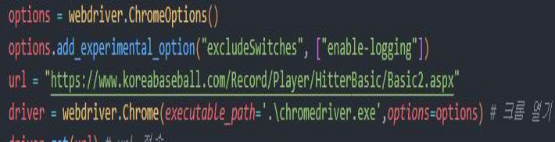 options = webdriver.ChromeOptions()
options.add_experimental_option("excludeSwitches", ["enable-logging"])
url = "https://www.koreabaseball.com/Record/Player/HitterBasic/Basic2.aspx"
driver = webdriver.Chrome(executable_path='.\chromedriver.exe',options=options) # 크롬 열기